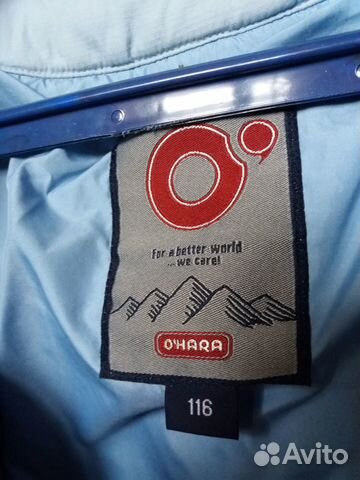 O'
For a better world
... we care!
O'HARA
116
Avito